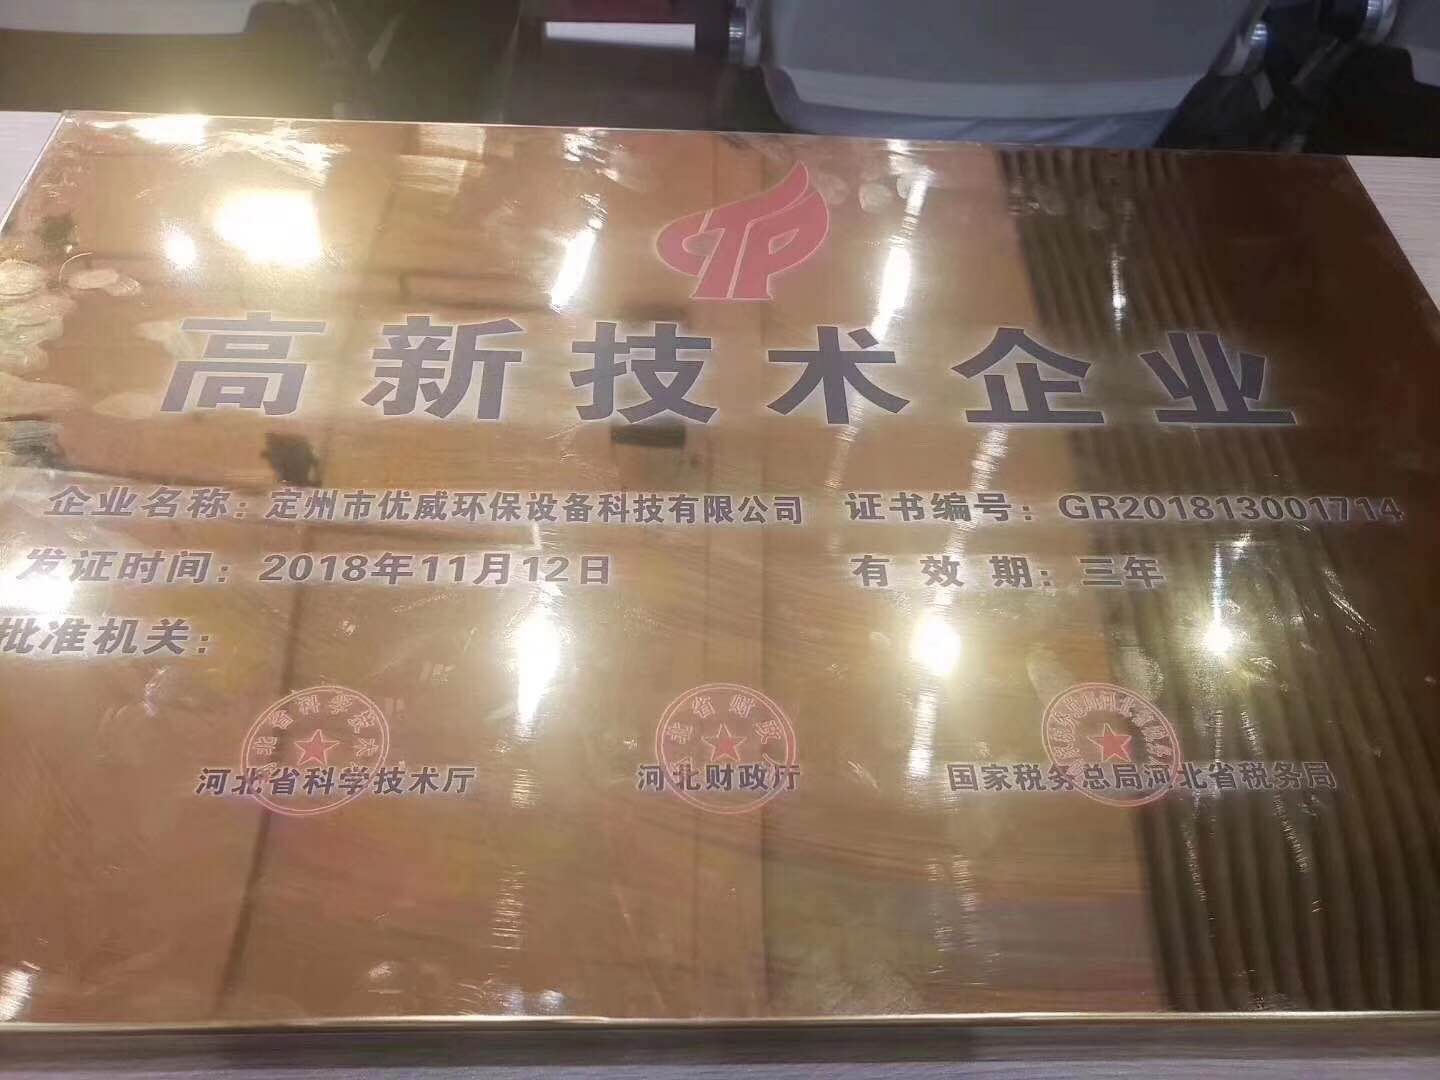 高新技术企业
企业名称：定州市优威环保设备科技有限公司 证书编号：GR201813001714
发证时间：2018年11月12日 有效期：三年
批准机关：
河北省科学技术厅 河北财政厅 国家税务总局河北省税务局